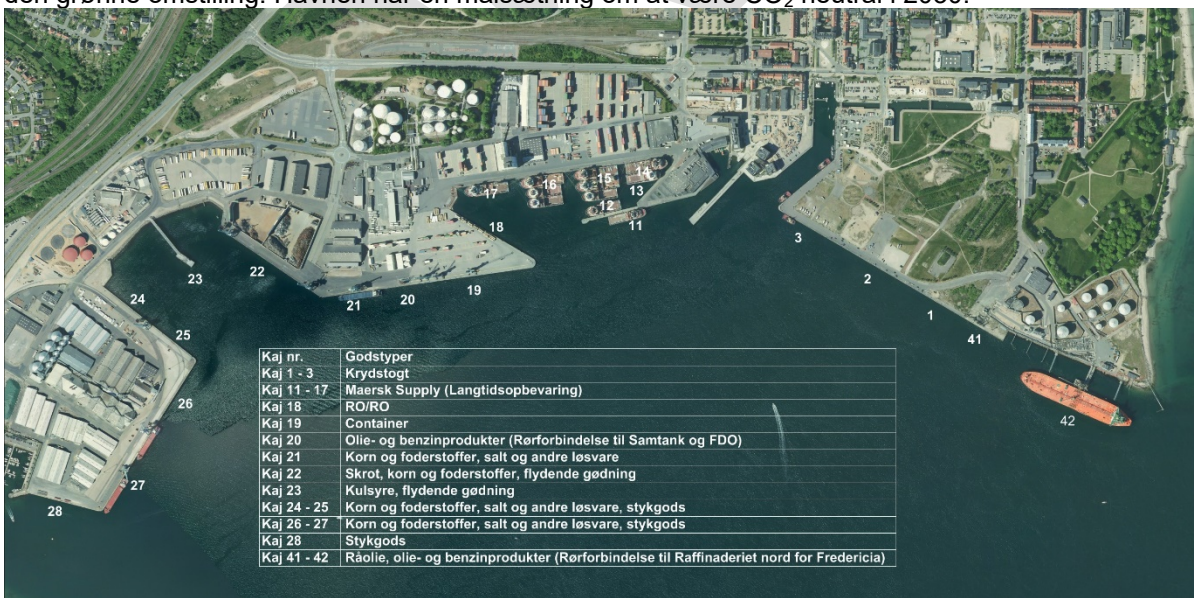 den grønne omstilling. Havnen har en målsætning om at være CO₂ neutral i
17
16
15
14
13
12
11
18
3
23
22
19
2
24
21
20
1
25
41
26
42
27
28
Kaj nr. Godstyper
Kaj 1 - 3 Krydstogt
Kaj 11 - 17 Maersk Supply (Langtidsopbevaring)
Kaj 18 RO/RO
Kaj 19 Container
Kaj 20 Olie- og benzinprodukter (Rørforbindelse til Samtank og FDO)
Kaj 21 Korn og foderstoffer, salt og andre løsvare
Kaj 22 Skrot, korn og foderstoffer, flydende gødning
Kaj 23 Kulsyre, flydende gødning
Kaj 24 - 25 Korn og foderstoffer, salt og andre løsvare, stykgods
Kaj 26 - 27 Korn og foderstoffer, salt og andre løsvare, stykgods
Kaj 28 Stykgods
Kaj 41 - 42 Råolie, olie- og benzinprodukter (Rørforbindelse til Raffinaderiet nord for Fredericia)